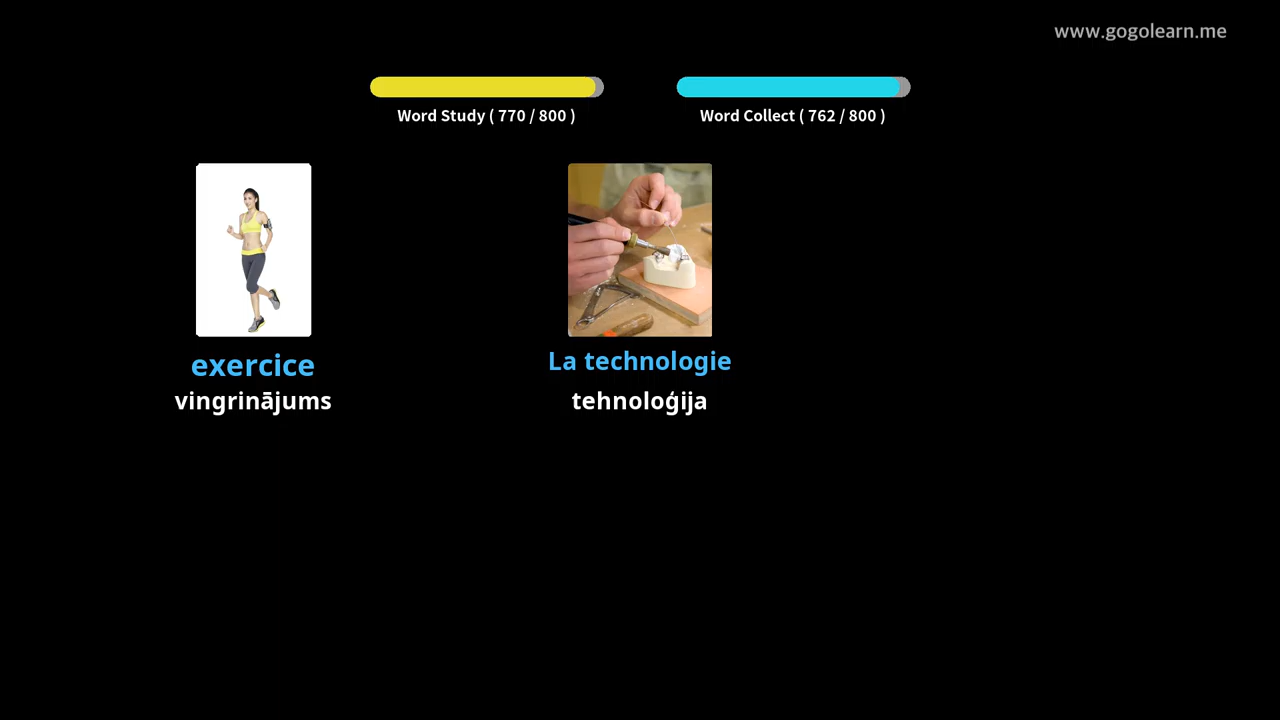 www.gogolearn.me
Word Study ( 770 / 800 )
Word Collect ( 762 / 800 )
exercice
vingrinājums
La technologie
tehnoloģija